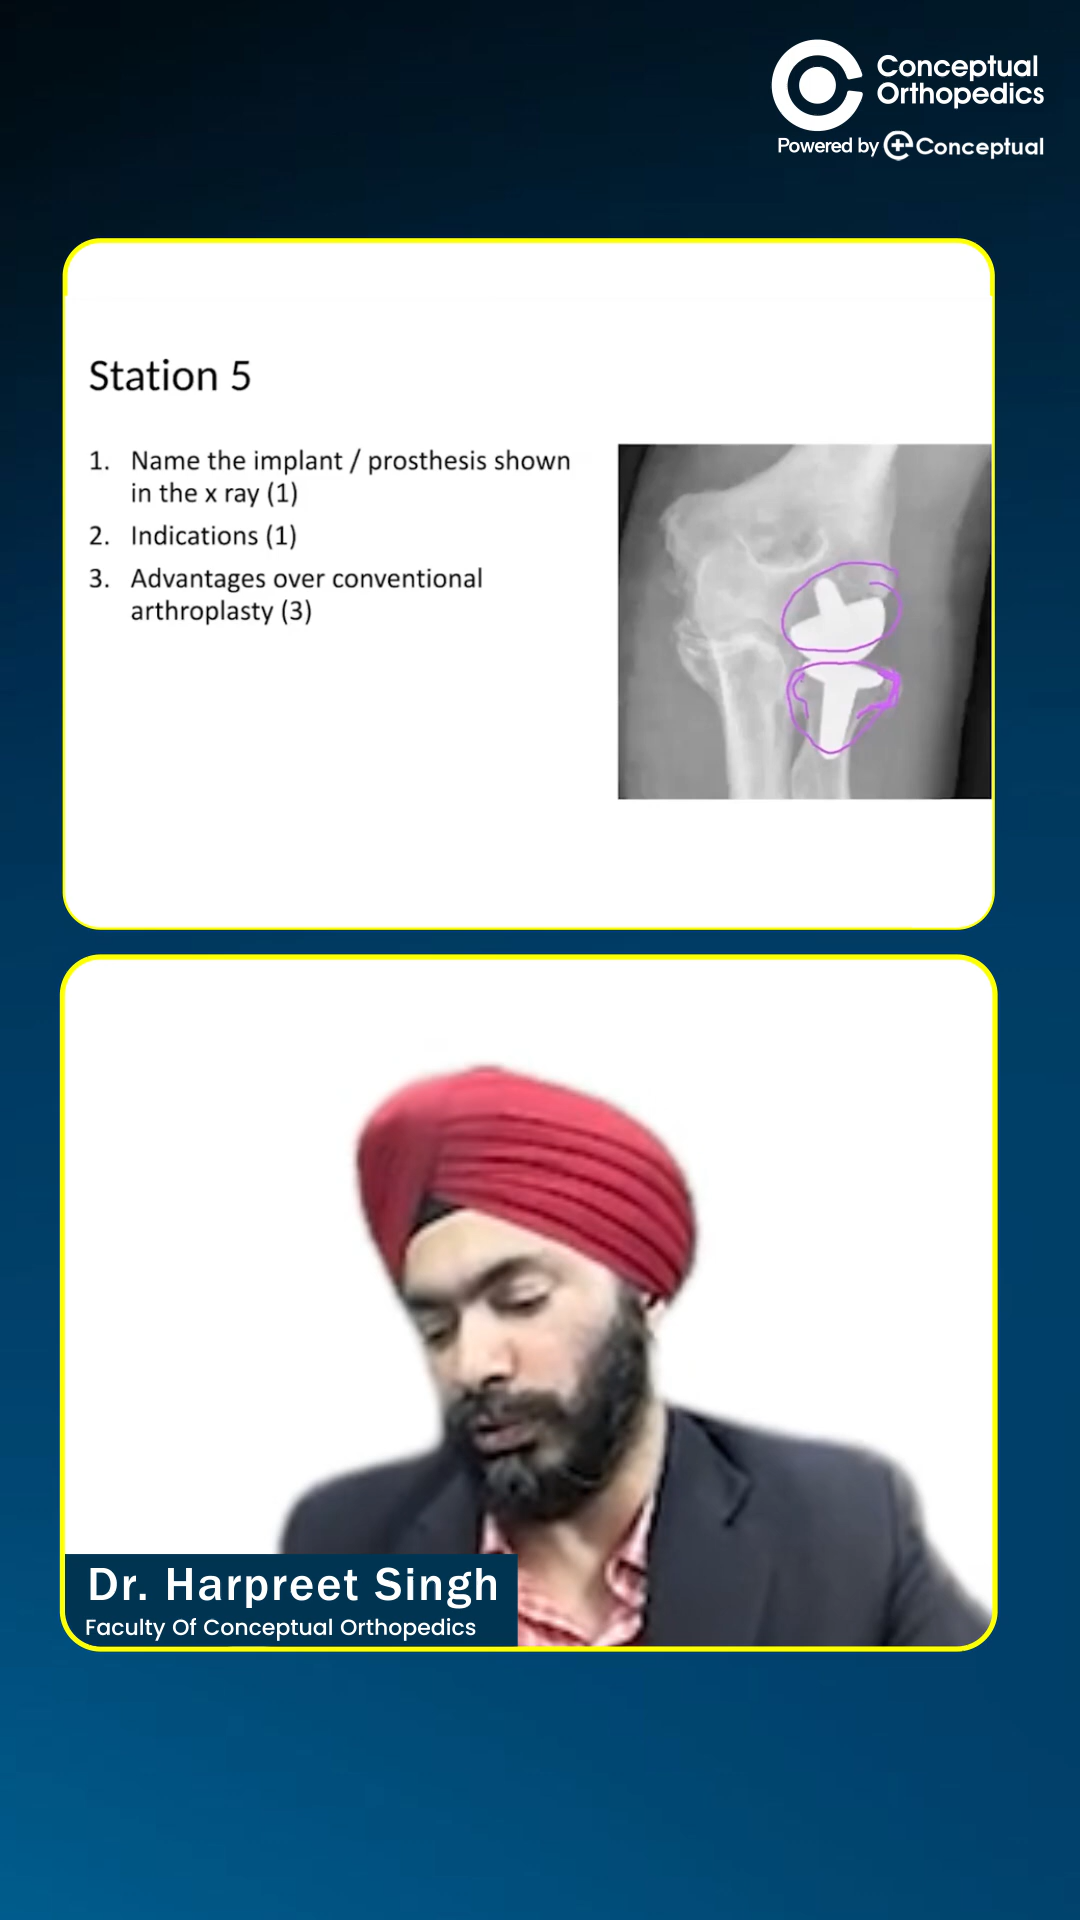 Conceptual
Orthopedics
Powered by Conceptual
Station 5
1. Name the implant / prosthesis shown
in the x ray (1)
2. Indications (1)
3. Advantages over conventional
arthroplasty (3)
Dr. Harpreet Singh
Faculty Of Conceptual Orthopedics